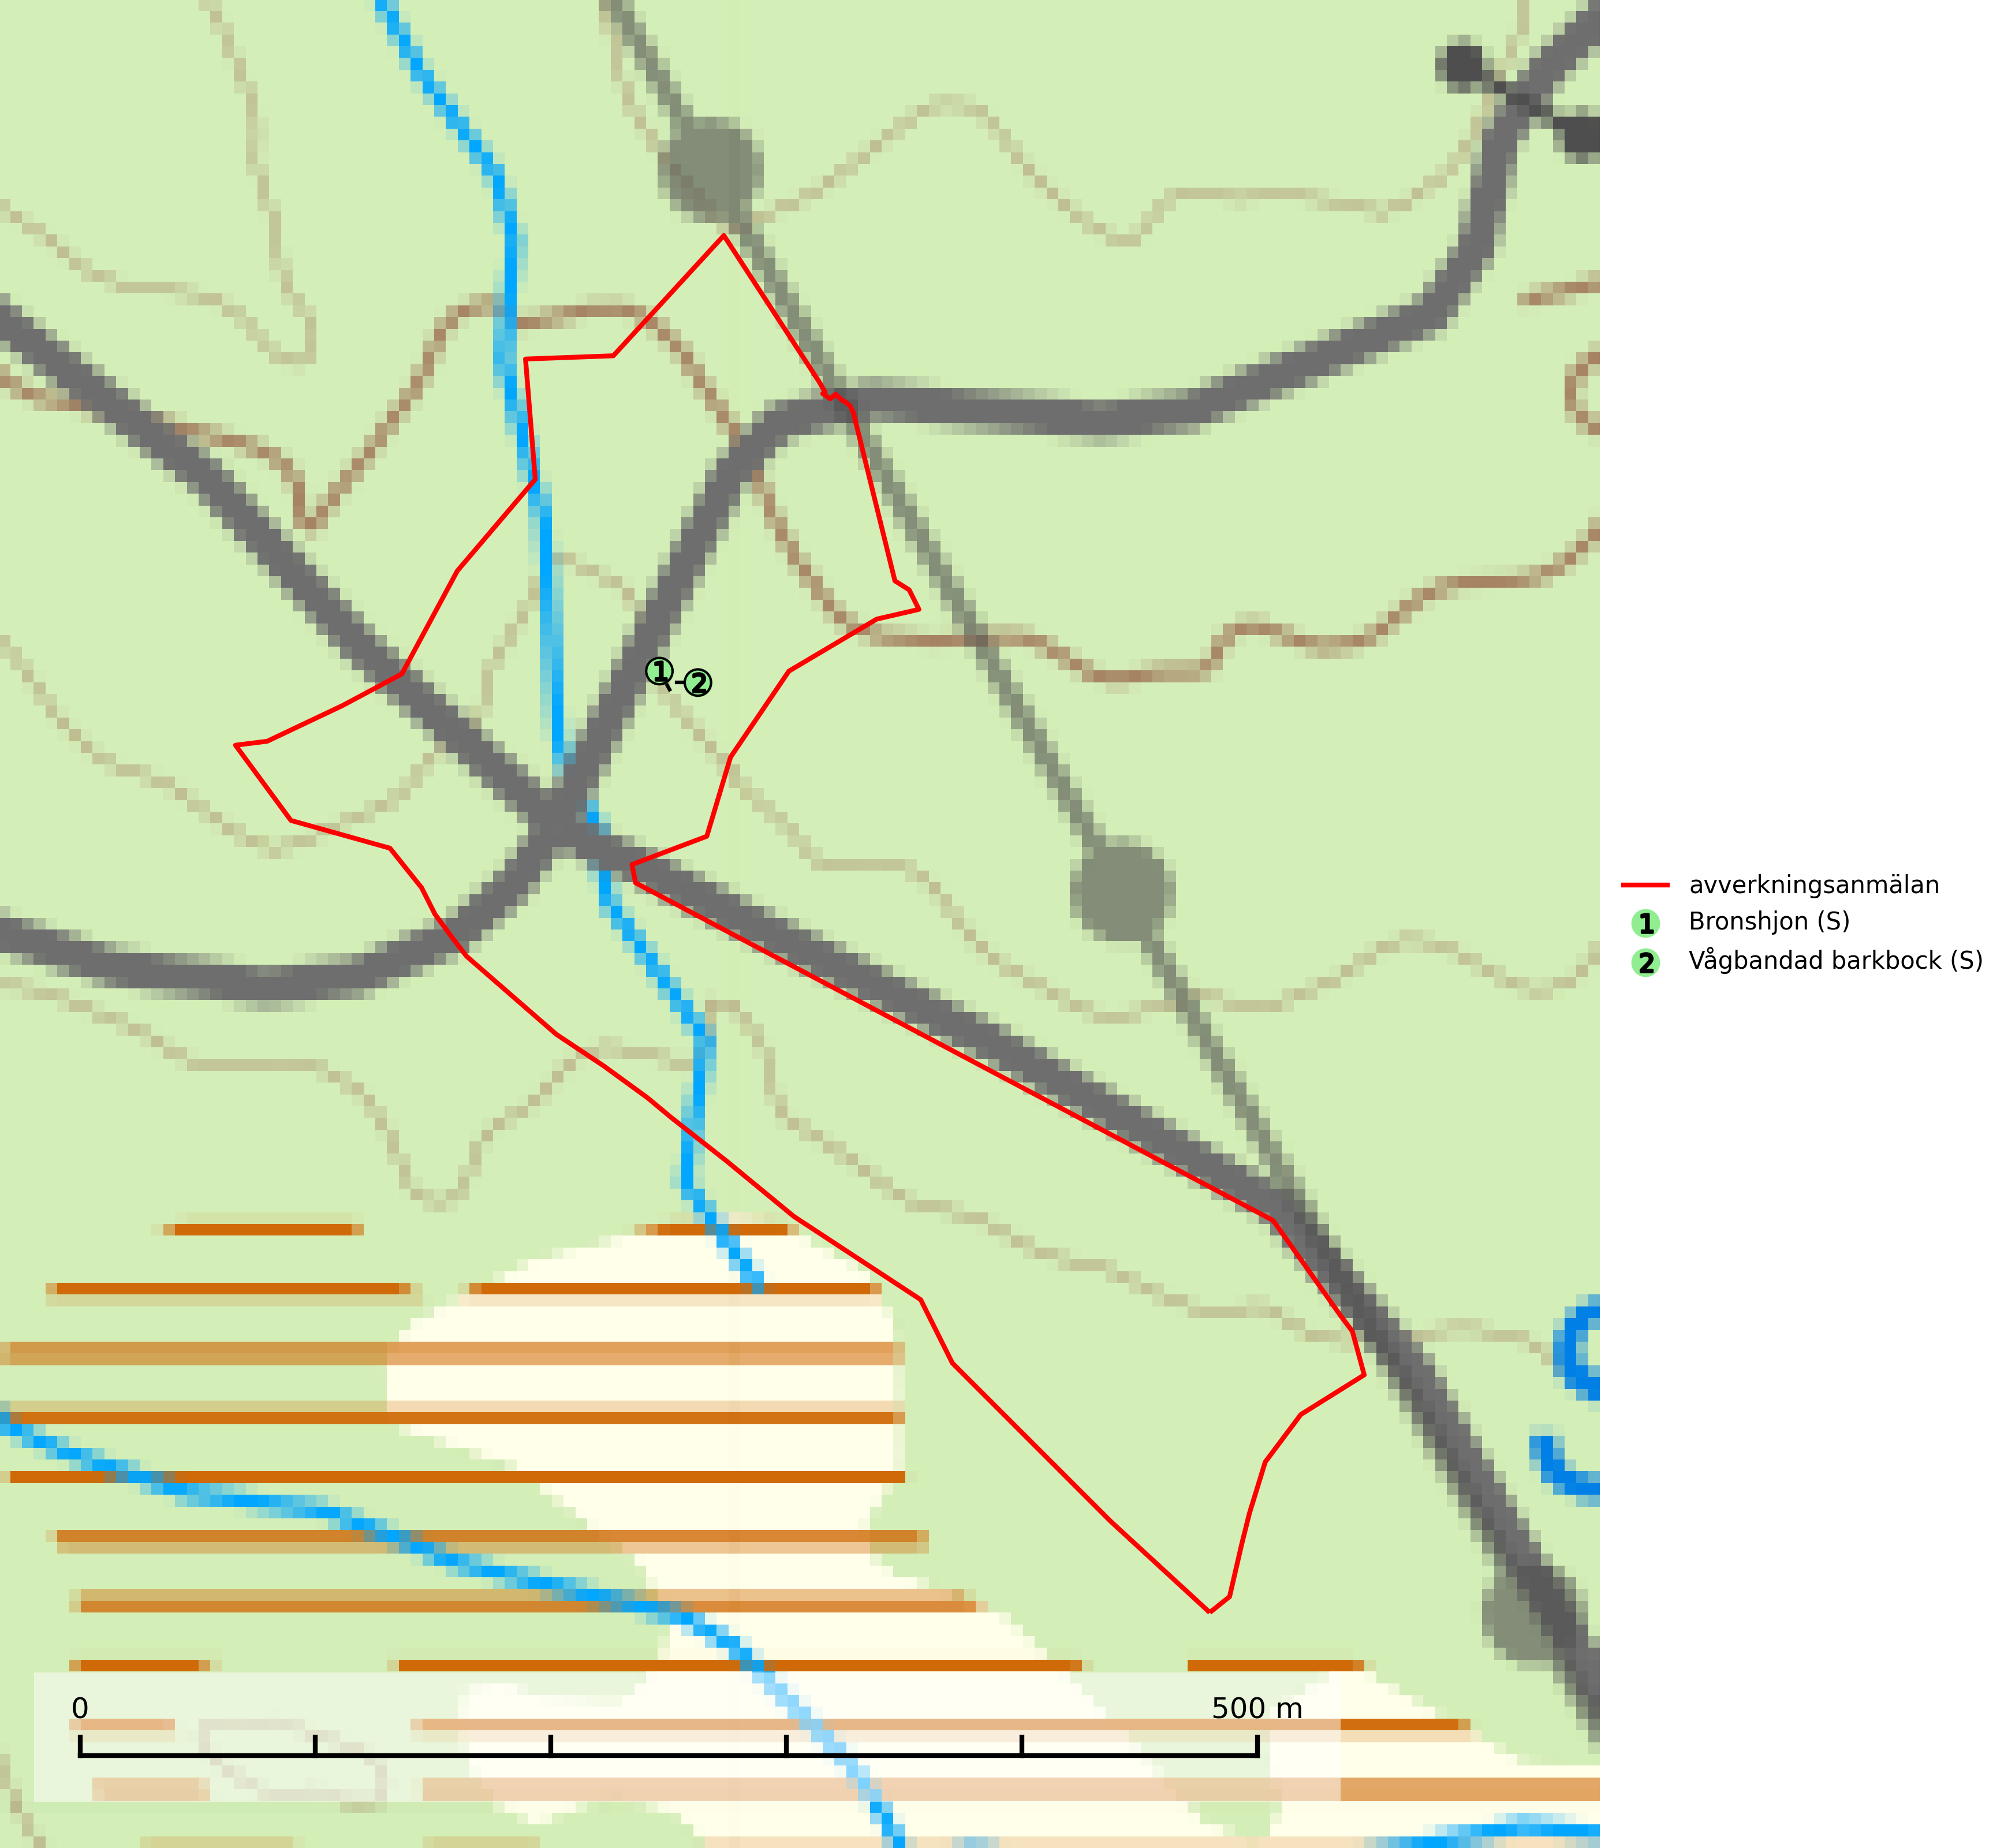 1
2
avverkningsanmälan
1 Bronshjon (S)
2 Vågbandad barkbock (S)
0 500 m